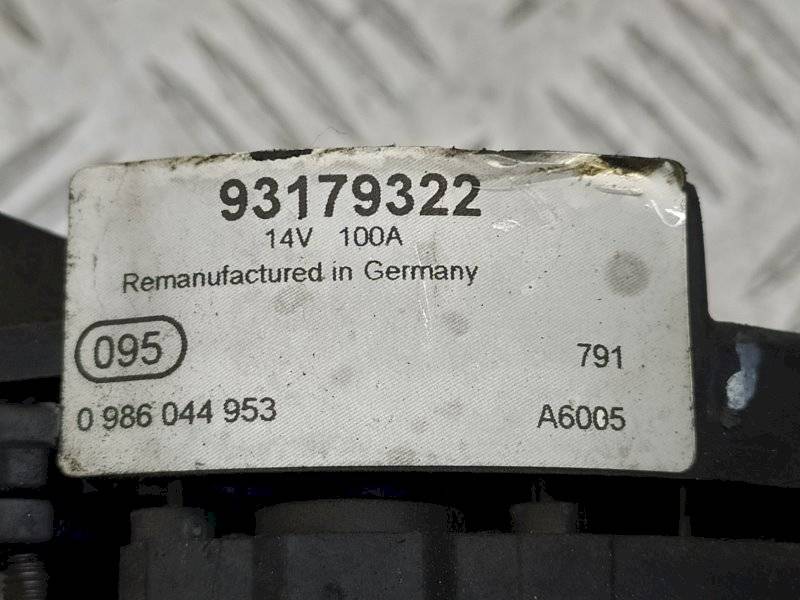 93179322
14V 100A
Remanufactured in Germany
095
791
0 986 044 953
A6005